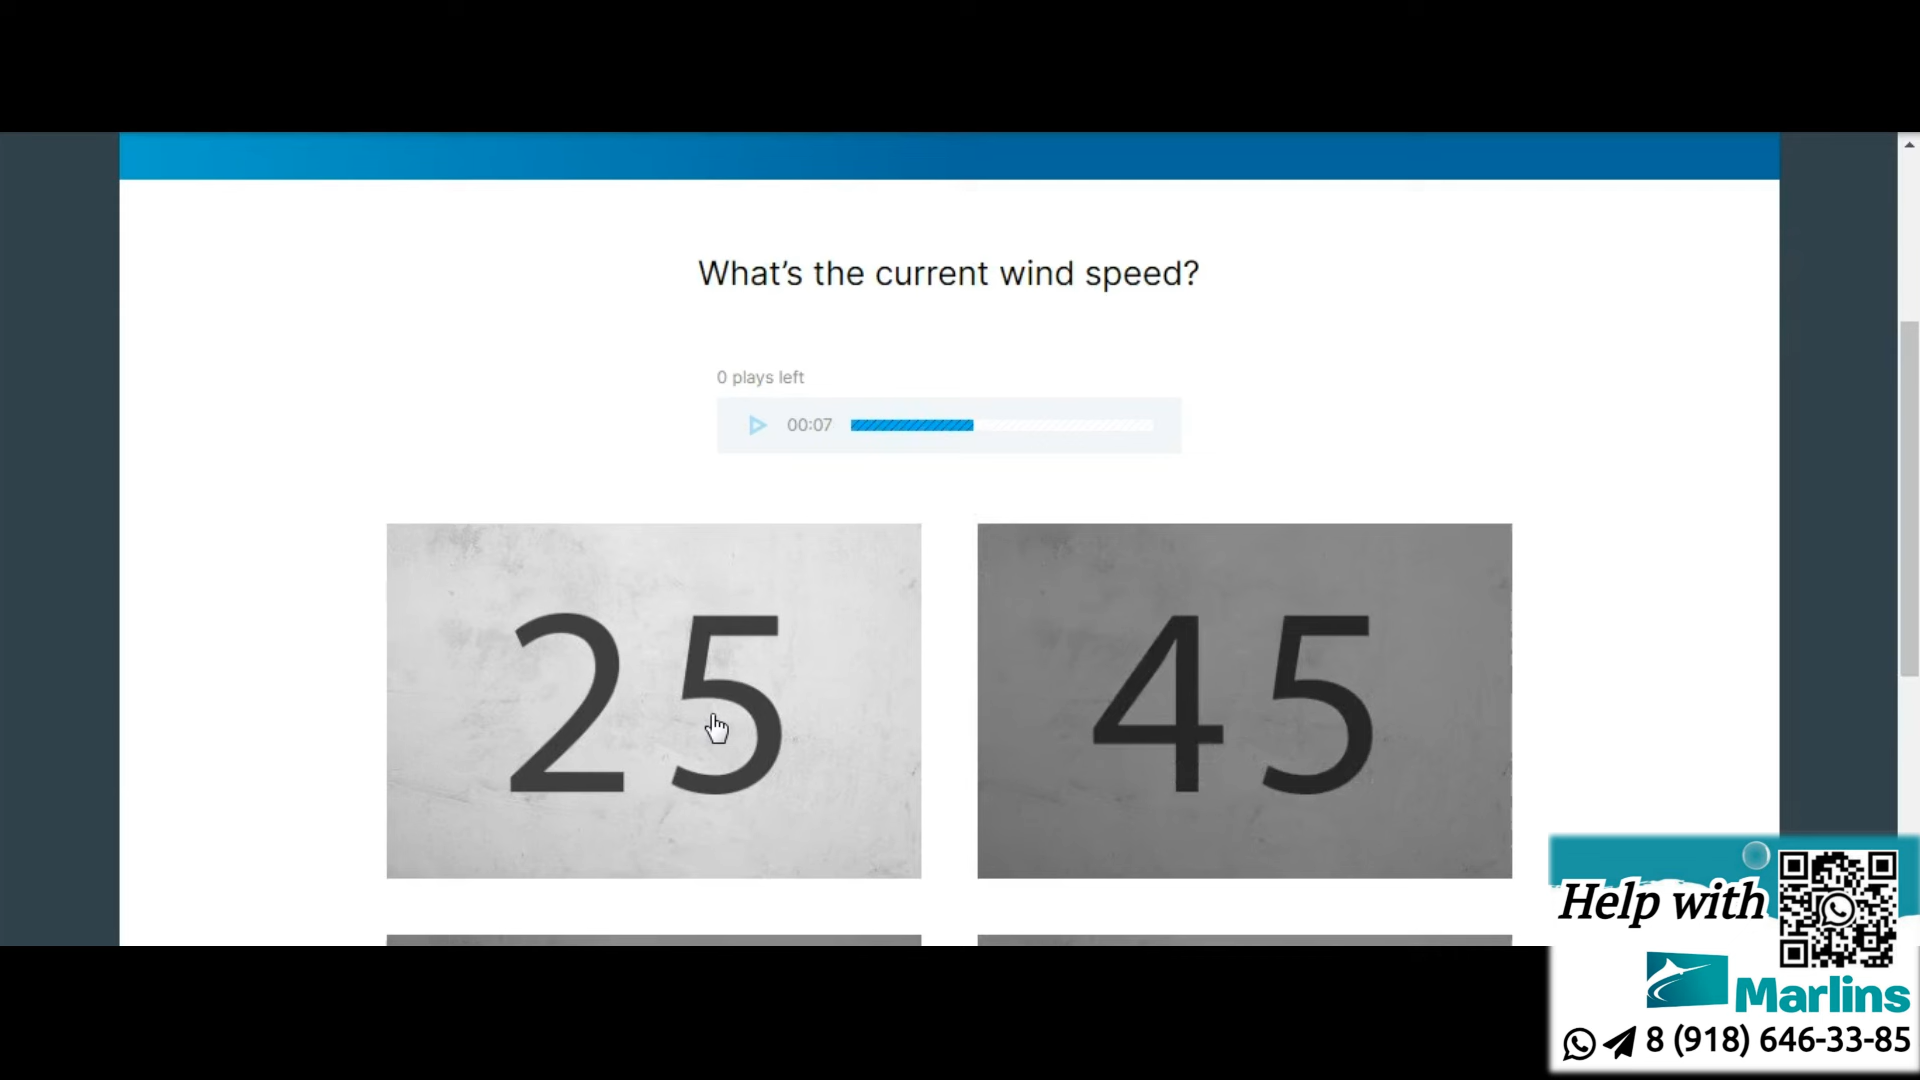 What's the current wind speed?
0 plays left
00:07
25
45
Help with
Marlins
8 (918) 646-33-85